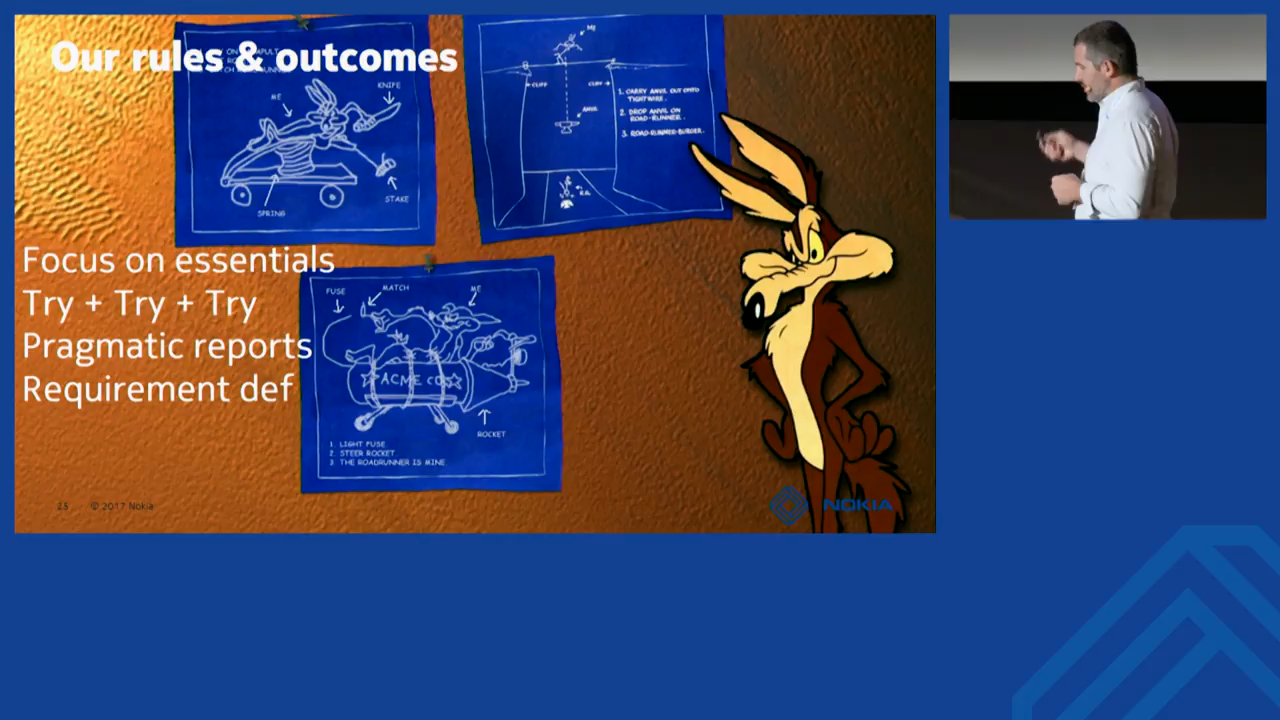 Our rules & outcomes
ME
KNIFE
SPRING
STAKE
ME
CLIFF
CLIFF
ANVIL
1. CARRY ANVIL OUT ONTO
TIGHTWIRE.
2. DROP ANVIL ON
ROAD-RUNNER.
3. ROAD-RUNNER-BURGER.
Focus on essentials
Try + Try + Try
Pragmatic reports
Requirement def
FUSE
MATCH
ME
ACME CO
ROCKET
1 LIGHT FUSE.
2 STEER ROCKET.
3 THE ROADRUNNER IS MINE
25 © 2017 Nokia
NOKIA